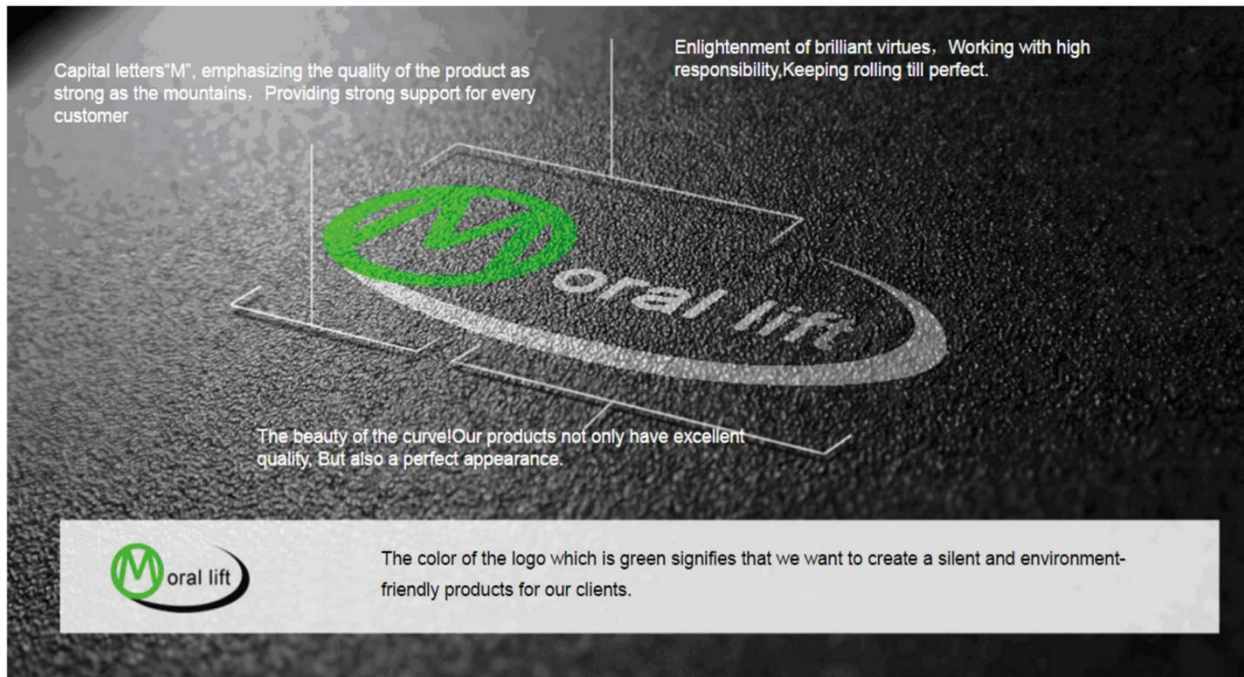 Capital letters“M”, emphasizing the quality of the product as
strong as the mountains，Providing strong support for every
customer
Enlightenment of brilliant virtues，Working with high
responsibility,Keeping rolling till perfect.
Moral lift
The beauty of the curve!Our products not only have excellent
quality, But also a perfect appearance.
Moral lift
The color of the logo which is green signifies that we want to create a silent and environment-
friendly products for our clients.